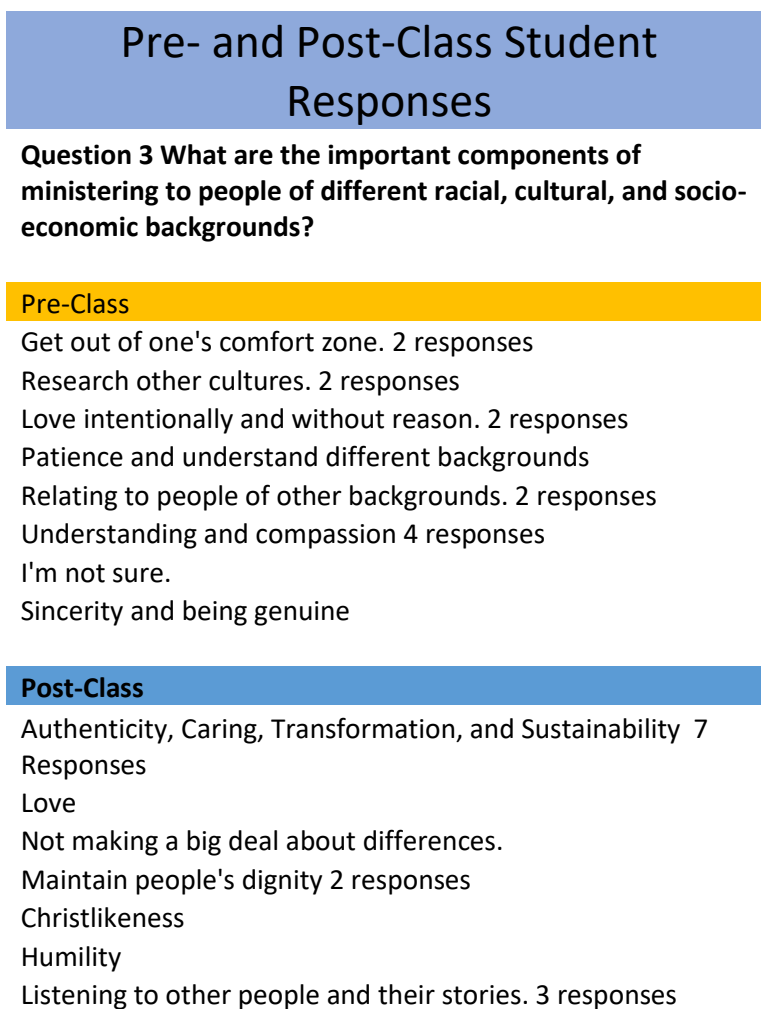 Pre- and Post-Class Student
Responses
Question 3 What are the important components of
ministering to people of different racial, cultural, and socio-
economic backgrounds?
Pre-Class
Get out of one's comfort zone. 2 responses
Research other cultures. 2 responses
Love intentionally and without reason. 2 responses
Patience and understand different backgrounds
Relating to people of other backgrounds. 2 responses
Understanding and compassion 4 responses
I'm not sure.
Sincerity and being genuine
Post-Class
Authenticity, Caring, Transformation, and Sustainability  7
Responses
Love
Not making a big deal about differences.
Maintain people's dignity 2 responses
Christlikeness
Humility
Listening to other people and their stories. 3 responses